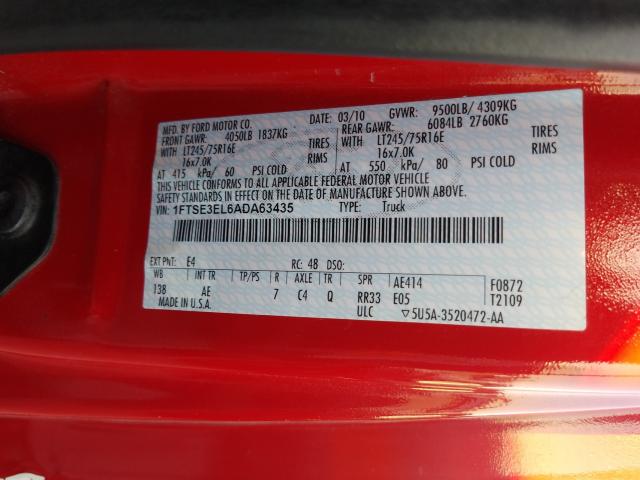 MFD. BY FORD MOTOR CO. 03/10 GVWR: 9500LB/ 4309KG
FRONT GAWR: 4050LB 1837KG REAR GAWR: 6084LB 2760KG
WITH LT245/75R16E TIRES WITH LT245/75R16E TIRES
16x7.0K RIMS 16x7.0K RIMS
AT 415 kPa/ 60 PSI COLD AT 550 kPa/ 80 PSI COLD
THIS VEHICLE CONFORMS TO ALL APPLICABLE FEDERAL MOTOR VEHICLE
SAFETY STANDARDS IN EFFECT ON THE DATE OF MANUFACTURE SHOWN ABOVE.
VIN: 1FTSE3EL6ADA63435 TYPE: Truck
EXT PNT: E4 RC: 48 DSO:
WB INT TR TP/PS R AXLE TR SPR AE414 F0872
138 AE 7 C4 Q RR33 E05 T2109
MADE IN U.S.A. ULC ▽5U5A-3520472-AA